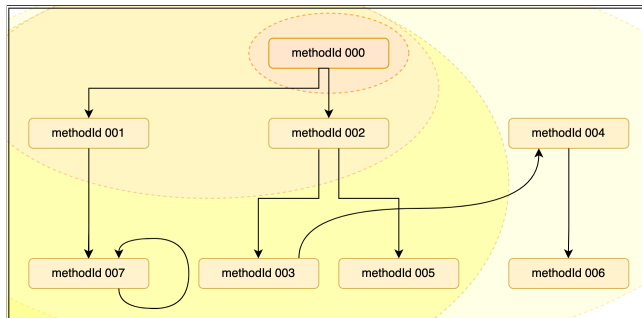 methodId 000
methodId 001
methodId 002
methodId 004
methodId 007
methodId 003
methodId 005
methodId 006